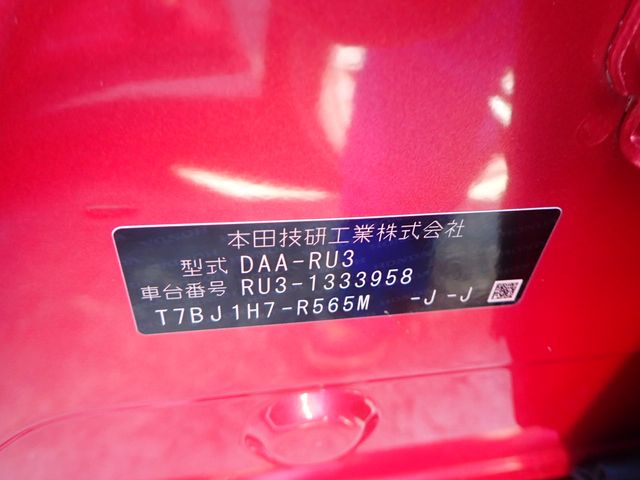 本田技研工業株式会社
型式 DAA-RU3
車台番号 RU3-1333958
T7BJ1H7-R565M -J -J